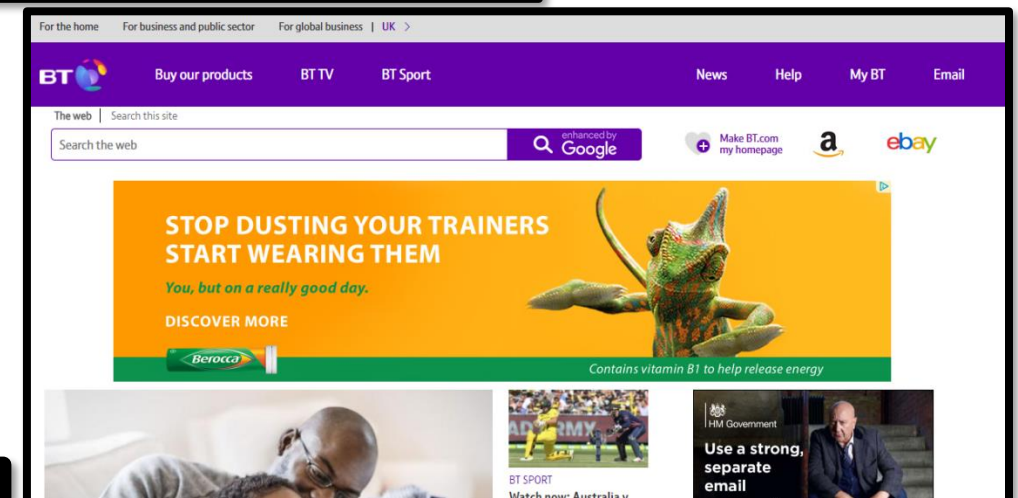 For the home For business and public sector For global business | UK >
BT Buy our products BT TV BT Sport News Help My BT Email
The web | Search this site
Search the web
enhanced by
Google
Make BT.com
my homepage
a
ebay
STOP DUSTING YOUR TRAINERS
START WEARING THEM
You, but on a really good day.
DISCOVER MORE
Berocca
Contains vitamin B1 to help release energy
BT SPORT
Watch now: Australia v
HM Government
Use a strong,
separate
email